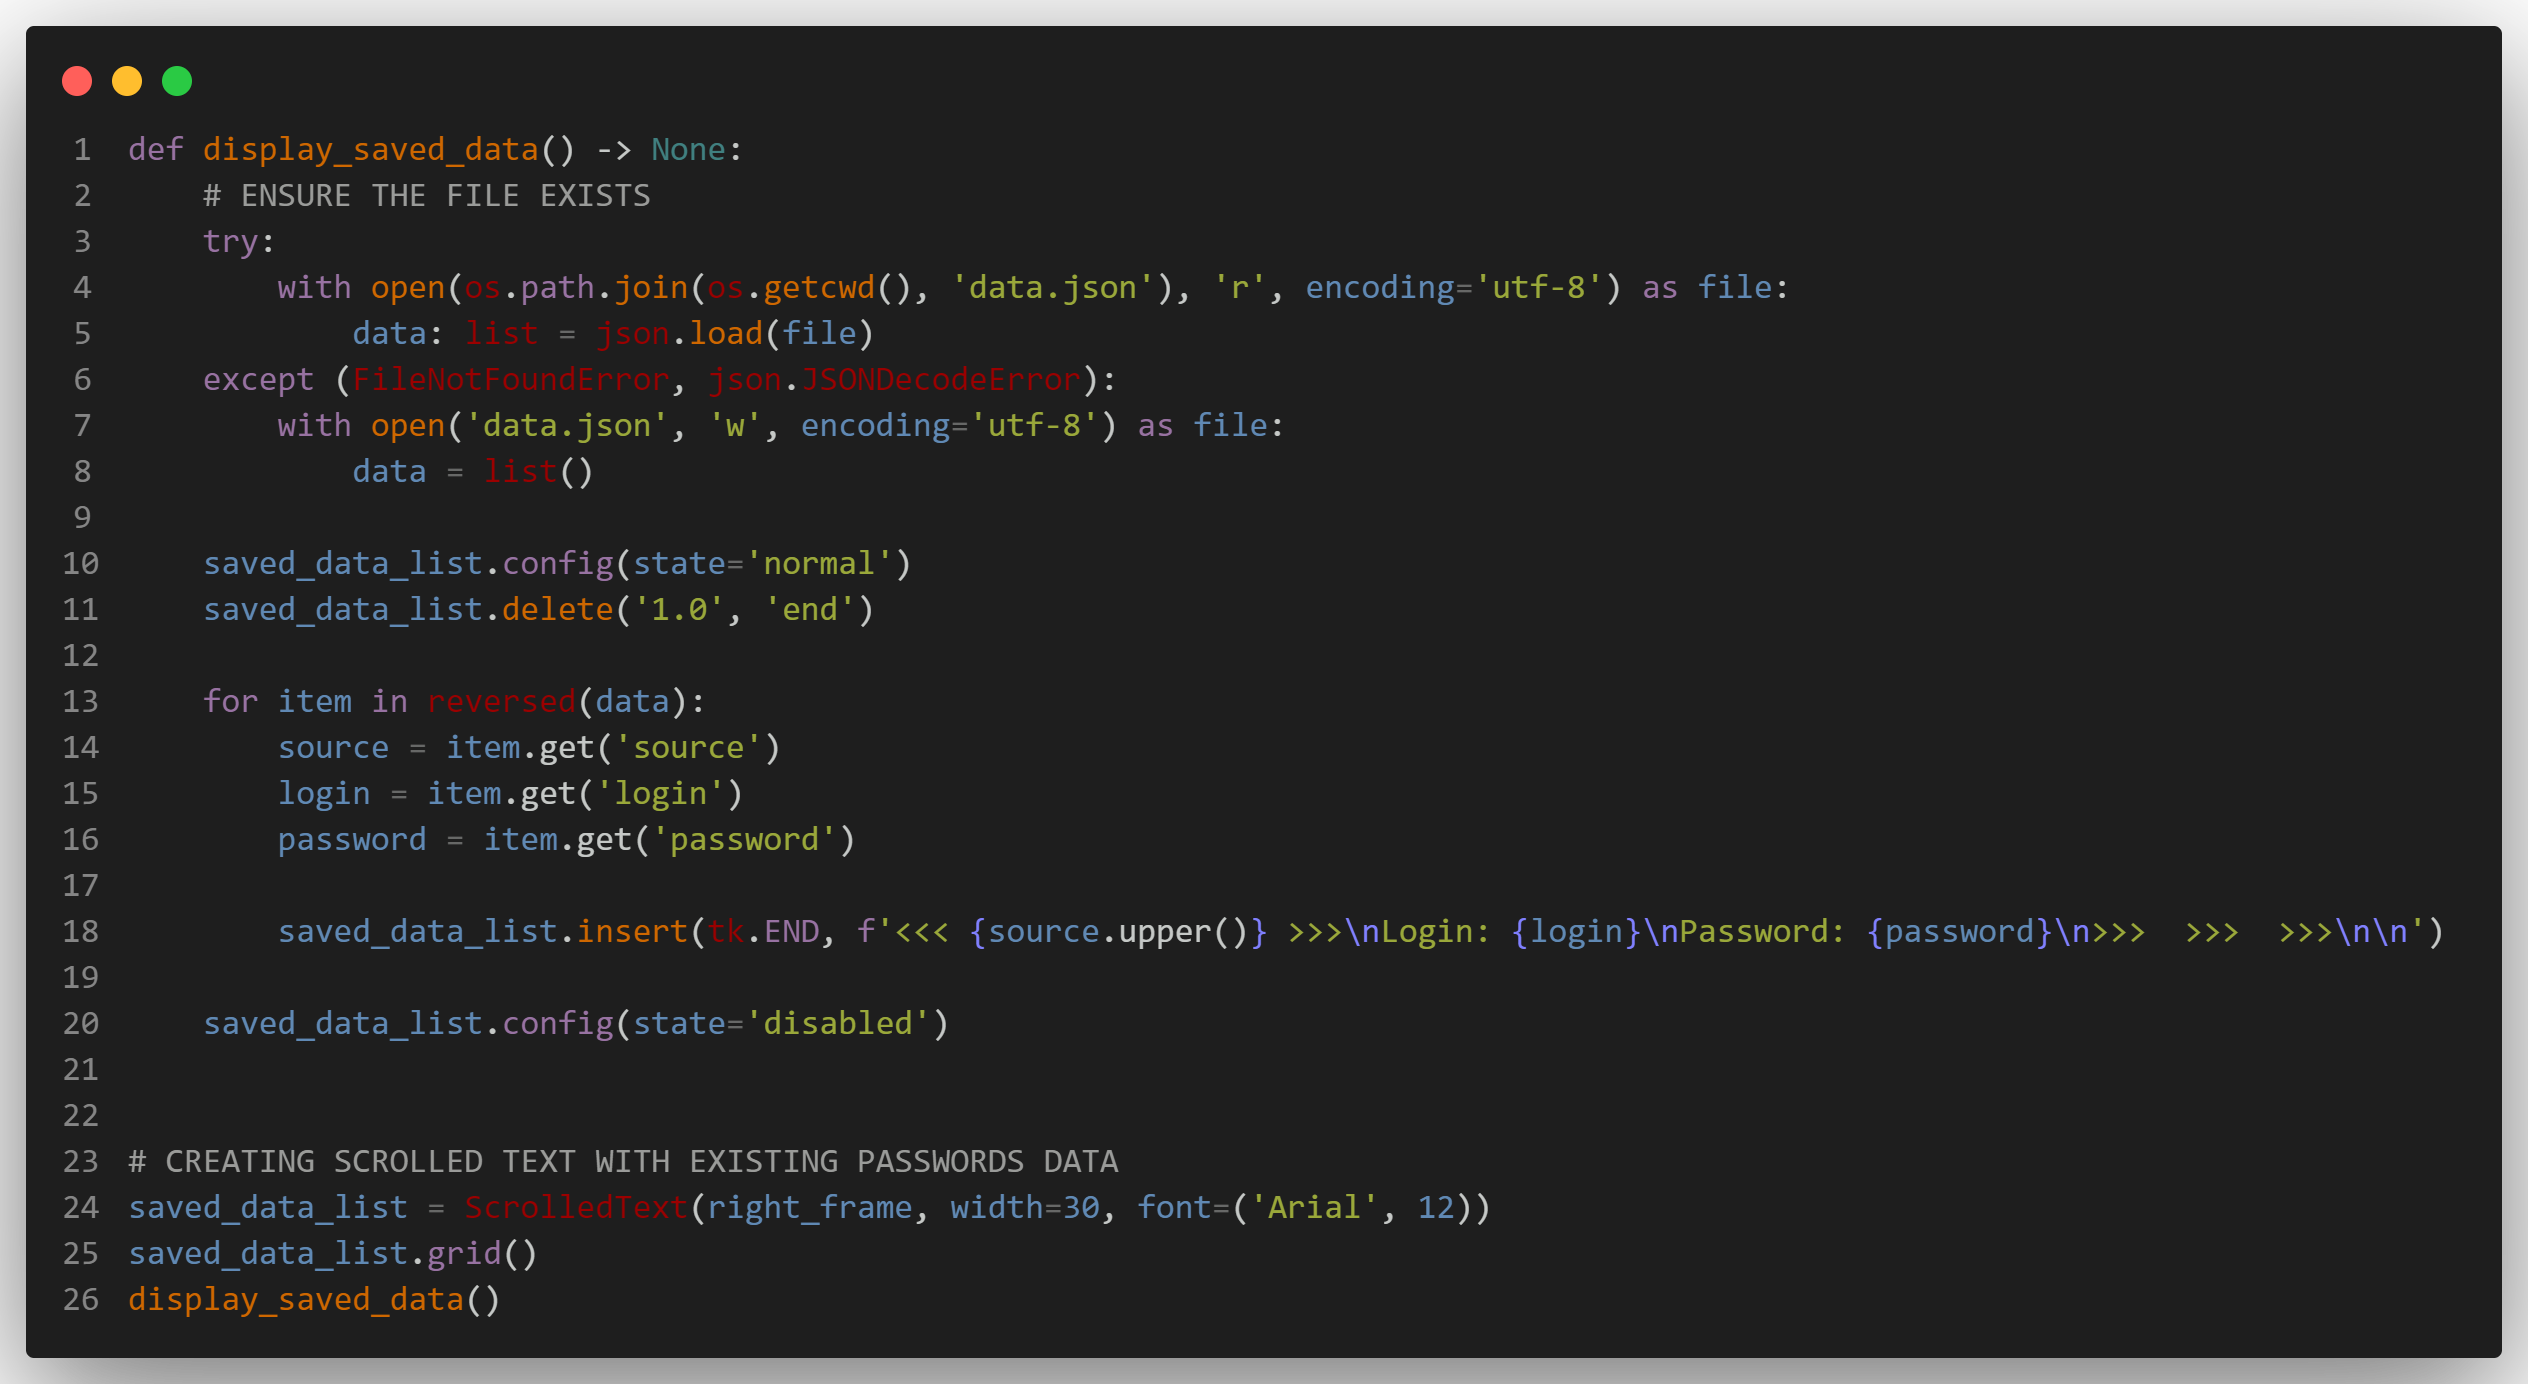 1 def display_saved_data() -> None:
2     # ENSURE THE FILE EXISTS
3     try:
4         with open(os.path.join(os.getcwd(), 'data.json'), 'r', encoding='utf-8') as file:
5             data: list = json.load(file)
6     except (FileNotFoundError, json.JSONDecodeError):
7         with open('data.json', 'w', encoding='utf-8') as file:
8             data = list()
9
10     saved_data_list.config(state='normal')
11     saved_data_list.delete('1.0', 'end')
12
13     for item in reversed(data):
14         source = item.get('source')
15         login = item.get('login')
16         password = item.get('password')
17
18         saved_data_list.insert(tk.END, f'<<< {source.upper()} >>>\nLogin: {login}\nPassword: {password}\n>>>  >>>  >>>\n\n')
19
20     saved_data_list.config(state='disabled')
21
22
23 # CREATING SCROLLED TEXT WITH EXISTING PASSWORDS DATA
24 saved_data_list = ScrolledText(right_frame, width=30, font=('Arial', 12))
25 saved_data_list.grid()
26 display_saved_data()